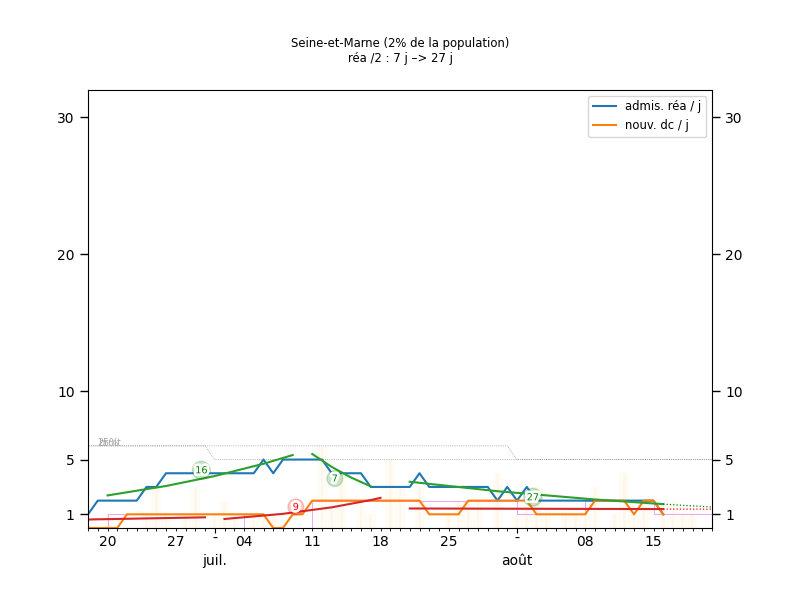 Seine-et-Marne (2% de la population)
réa /2 : 7 j –> 27 j
admis. réa / j
nouv. dc / j
30 30
20 20
10 10
5 5
1 1
16
7
9
27
20 27 - 04 11 18 25 - 08 15
juil. août